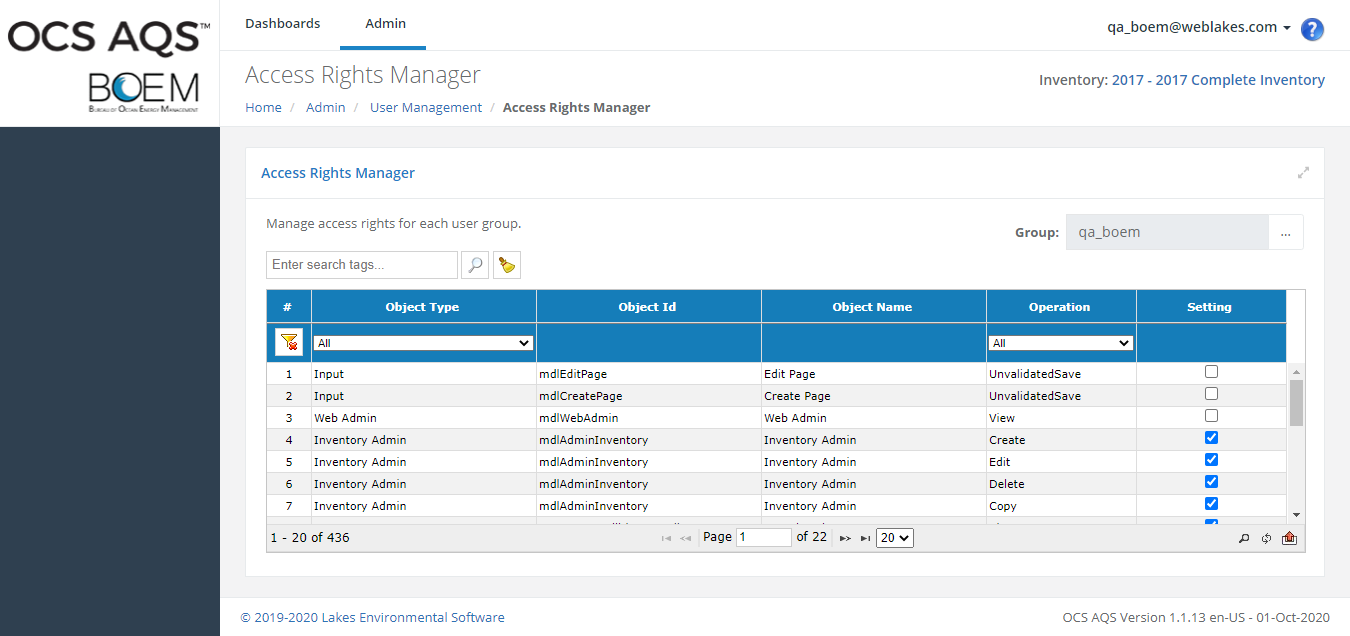 OCS AQS™
BOEM
BUREAU OF OCEAN ENERGY MANAGEMENT
Dashboards Admin
qa_boem@weblakes.com
?
Access Rights Manager
Inventory: 2017 - 2017 Complete Inventory
Home / Admin / User Management / Access Rights Manager
Access Rights Manager
Manage access rights for each user group.
Group: qa_boem ...
Enter search tags...
# Object Type Object Id Object Name Operation Setting
All All
1 Input mdlEditPage Edit Page UnvalidatedSave
2 Input mdlCreatePage Create Page UnvalidatedSave
3 Web Admin mdlWebAdmin Web Admin View
4 Inventory Admin mdlAdminInventory Inventory Admin Create
5 Inventory Admin mdlAdminInventory Inventory Admin Edit
6 Inventory Admin mdlAdminInventory Inventory Admin Delete
7 Inventory Admin mdlAdminInventory Inventory Admin Copy
1 - 20 of 436 Page 1 of 22 20
© 2019-2020 Lakes Environmental Software
OCS AQS Version 1.1.13 en-US - 01-Oct-2020